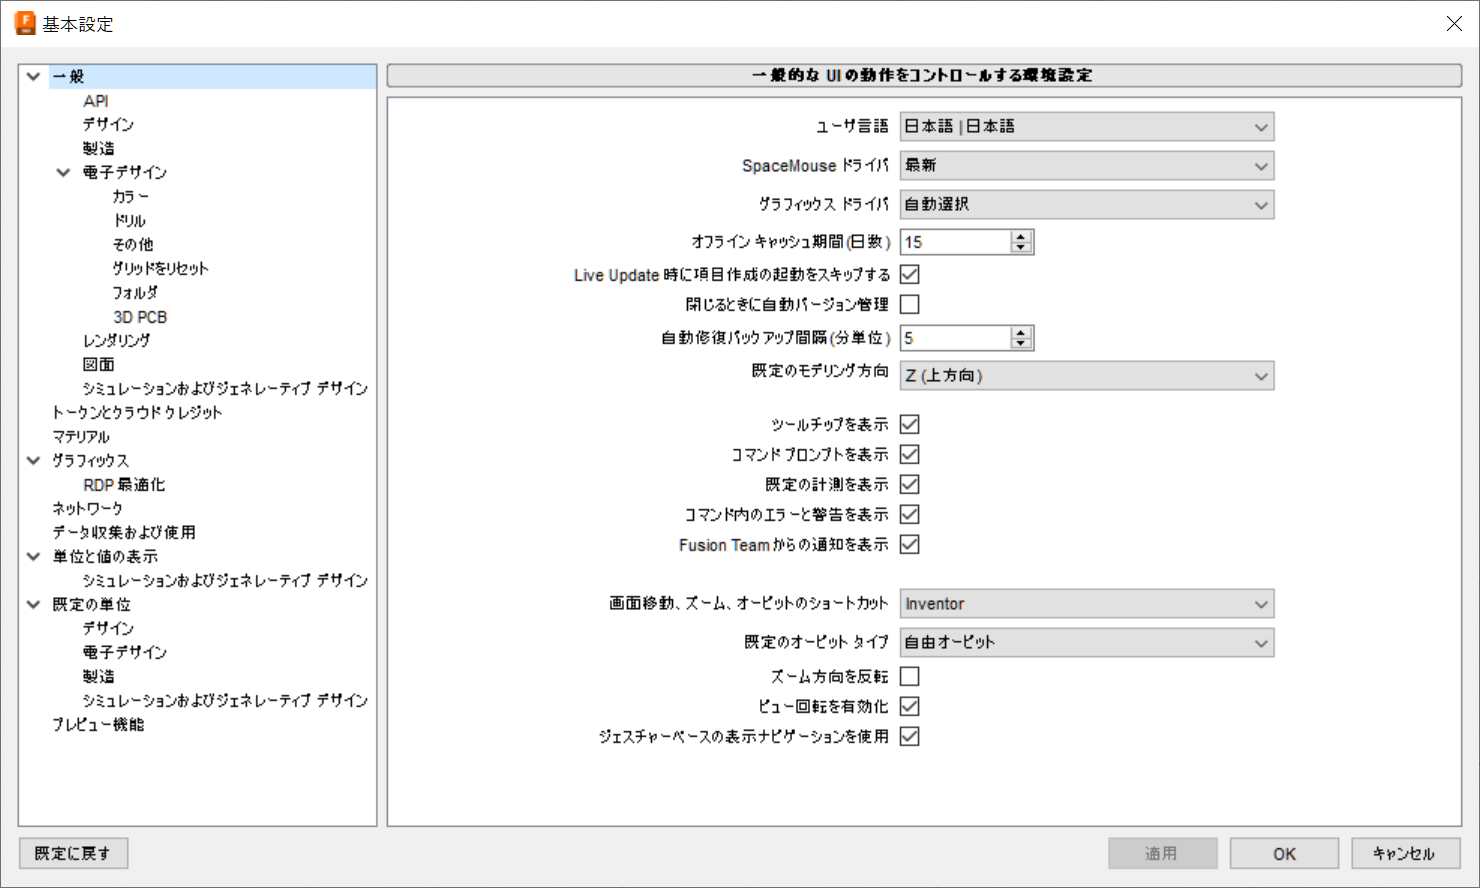 基本設定
一般
API
デザイン
製造
電子デザイン
カラー
ドリル
その他
グリッドをリセット
フォルダ
3D PCB
レンダリング
図面
シミュレーションおよびジェネレーティブ デザイン
トークンとクラウド クレジット
マテリアル
グラフィックス
RDP 最適化
ネットワーク
データ収集および使用
単位と値の表示
シミュレーションおよびジェネレーティブ デザイン
既定の単位
デザイン
電子デザイン
製造
シミュレーションおよびジェネレーティブ デザイン
プレビュー機能
一般的な UI の動作をコントロールする環境設定
ユーザ言語 日本語 | 日本語
SpaceMouse ドライバ 最新
グラフィックス ドライバ 自動選択
オフライン キャッシュ期間(日数) 15
Live Update 時に項目作成の起動をスキップする
閉じるときに自動バージョン管理
自動修復バックアップ間隔(分単位) 5
既定のモデリング方向 Z (上方向)
ツールチップを表示
コマンド プロンプトを表示
既定の計測を表示
コマンド内のエラーと警告を表示
Fusion Teamからの通知を表示
画面移動、ズーム、オービットのショートカット Inventor
既定のオービット タイプ 自由オービット
ズーム方向を反転
ビュー回転を有効化
ジェスチャーベースの表示ナビゲーションを使用
既定に戻す 適用 OK キャンセル